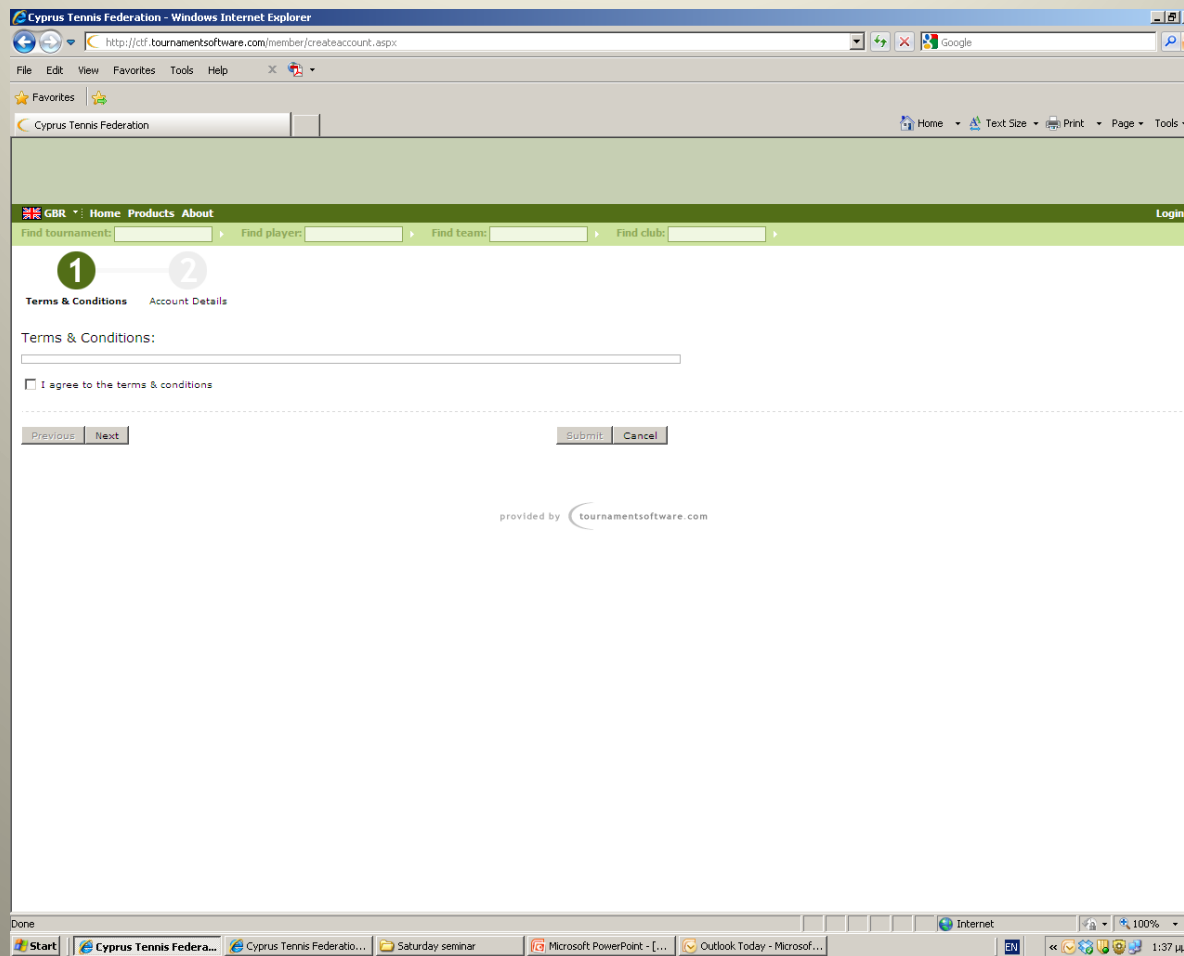 Cyprus Tennis Federation - Windows Internet Explorer
http://ctf.tournamentsoftware.com/member/createaccount.aspx
Google
File Edit View Favorites Tools Help
Favorites
Cyprus Tennis Federation
Home Text Size Print Page Tools
GBR Home Products About Login
Find tournament: Find player: Find team: Find club:
1 2
Terms & Conditions Account Details
Terms & Conditions:
I agree to the terms & conditions
Previous Next Submit Cancel
provided by tournamentsoftware.com
Done Internet 100%
Start Cyprus Tennis Federa... Cyprus Tennis Federatio... Saturday seminar Microsoft PowerPoint - [... Outlook Today - Microsof... EN « 1:37 μμ